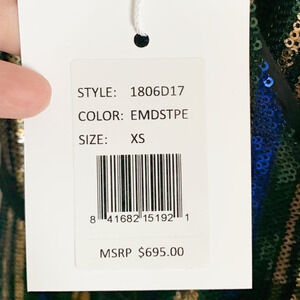 STYLE: 1806D17
COLOR: EMDSTPE
SIZE: XS
8 41682 15192 1
MSRP $695.00